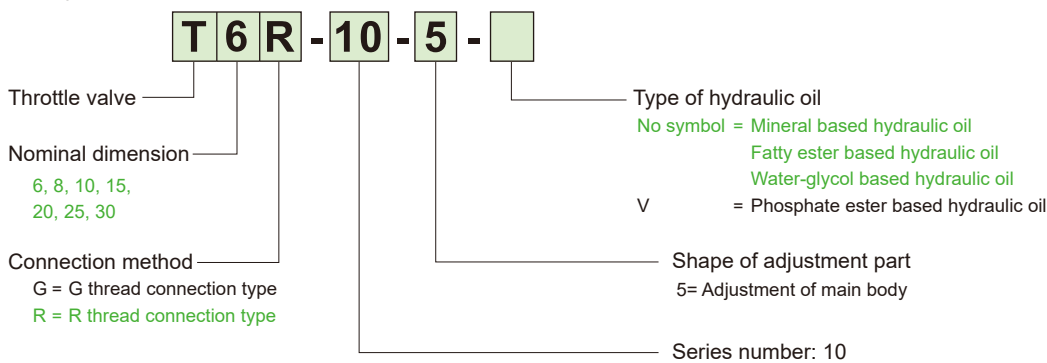 T6R-10-5-
Throttle valve
Nominal dimension
6, 8, 10, 15,
20, 25, 30
Connection method
G = G thread connection type
R = R thread connection type
Type of hydraulic oil
No symbol = Mineral based hydraulic oil
Fatty ester based hydraulic oil
Water-glycol based hydraulic oil
V = Phosphate ester based hydraulic oil
Shape of adjustment part
5= Adjustment of main body
Series number: 10